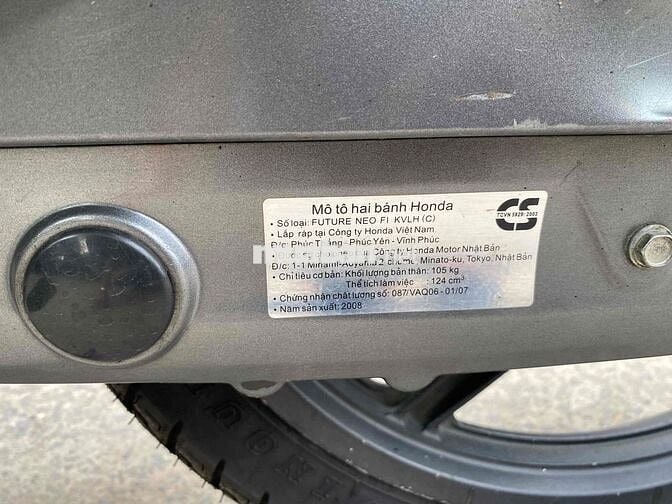 Mô tô hai bánh Honda
• Số loại: FUTURE NEO FI KVLH (C)
• Lắp ráp tại Công ty Honda Việt Nam
Đ/c: Phúc Thắng - Phúc Yên - Vĩnh Phúc
Công ty Honda Motor Nhật Bản
Đ/c: 1-1 Minami-Aoyama 2-chome, Minato-ku, Tokyo, Nhật Bản
• Chỉ tiêu cơ bản: Khối lượng bản thân: 105 kg
Thể tích làm việc : 124 cm³
• Chứng nhận chất lượng số: 087/VAQ06 - 01/07
• Năm sản xuất: 2008
CS
TCVN 5929: 2002